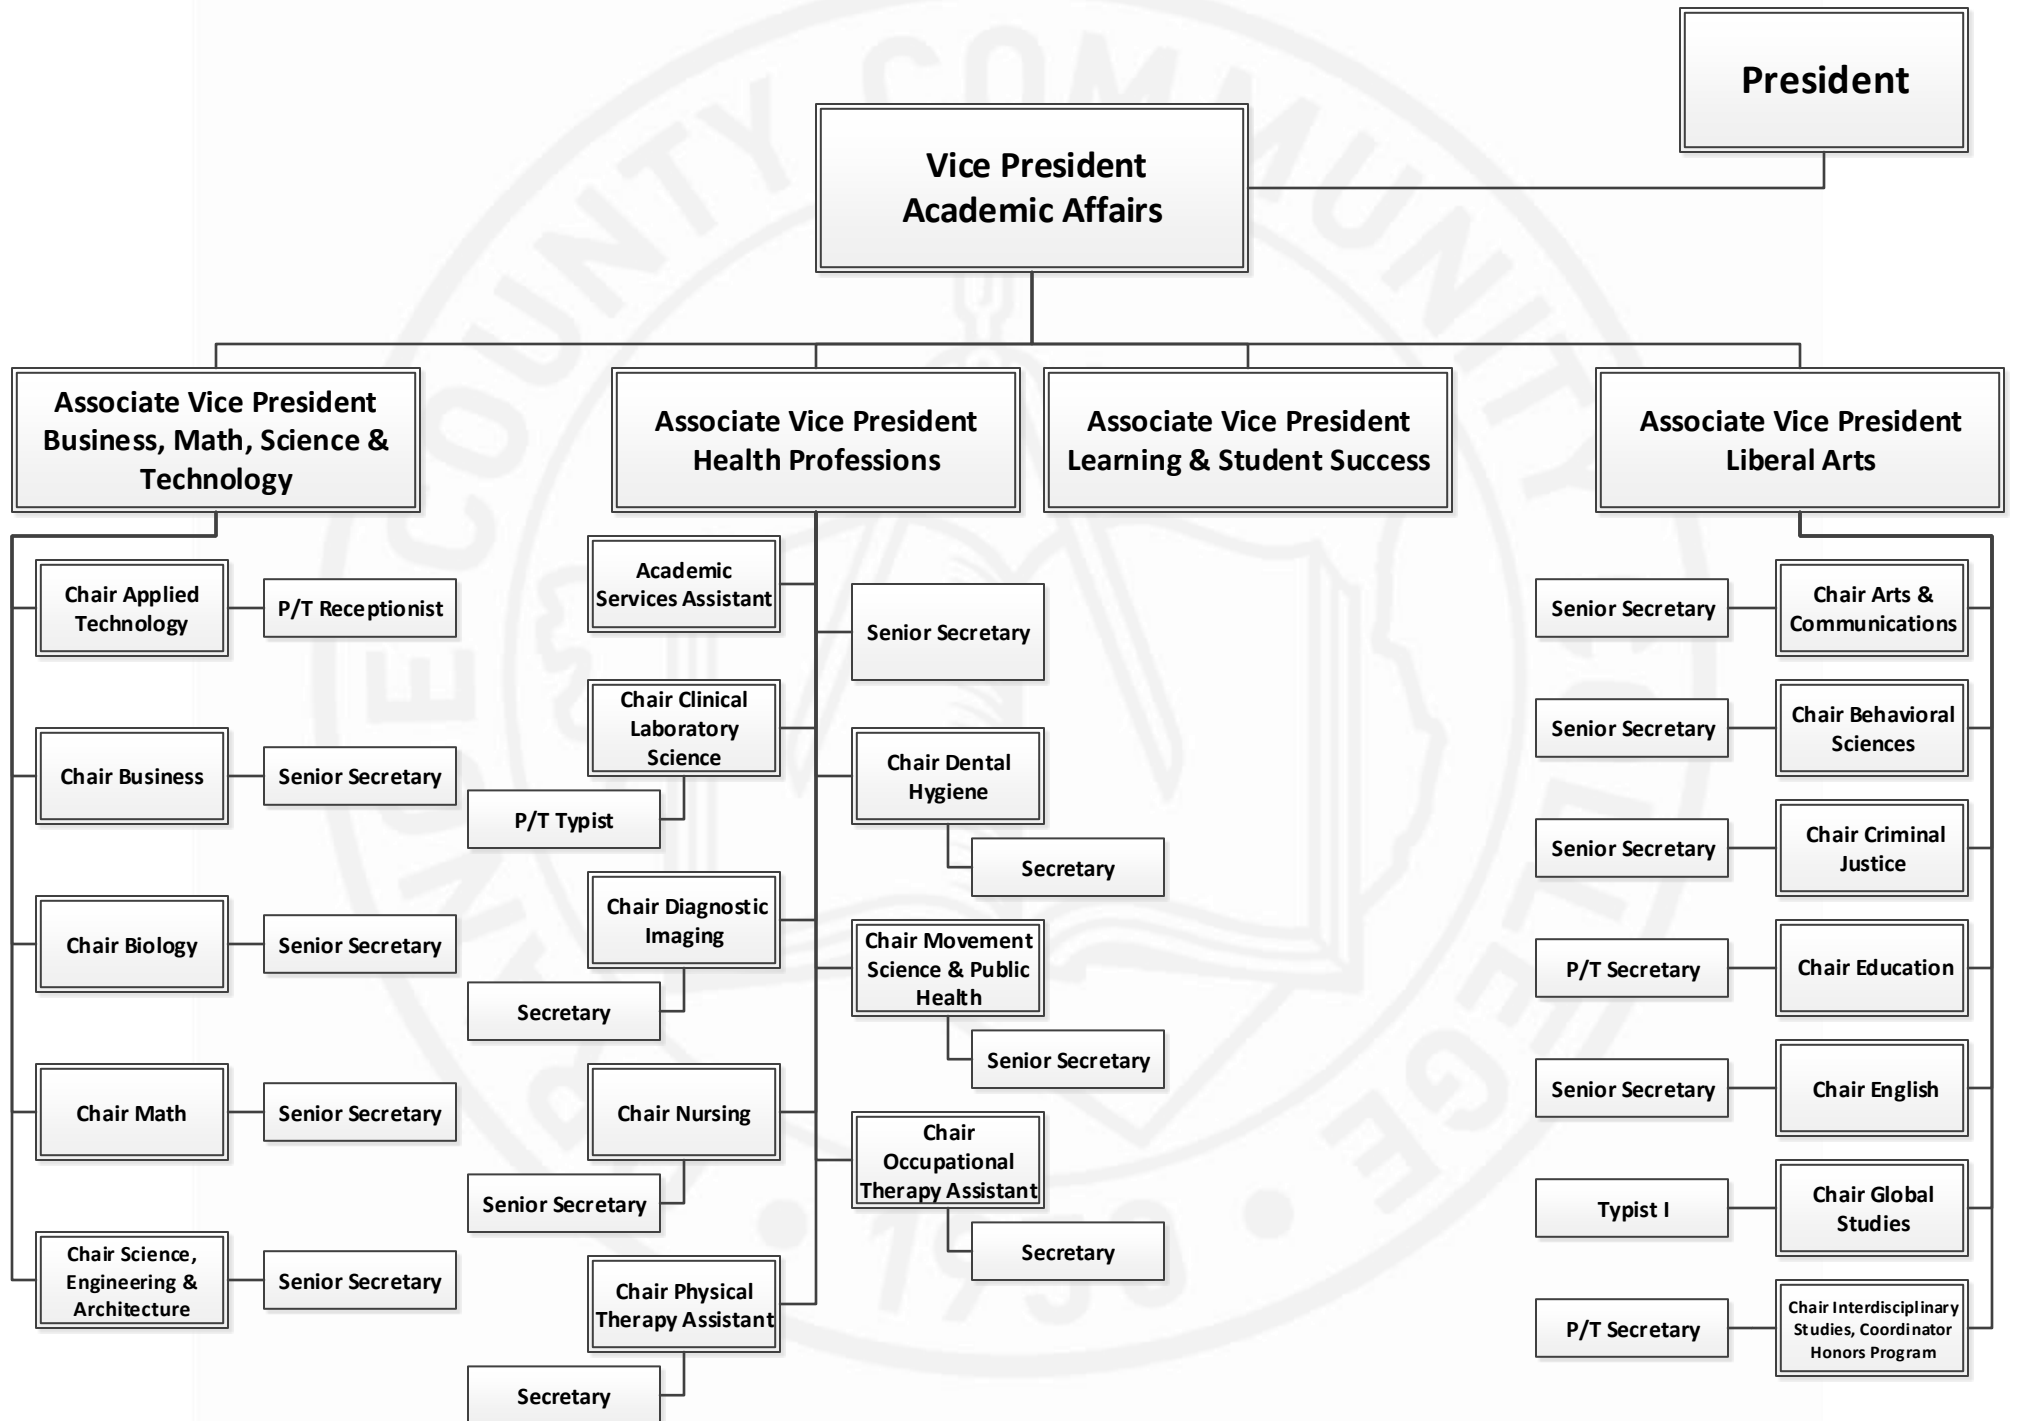 President
Vice President
Academic Affairs
Associate Vice President
Business, Math, Science &
Technology
Associate Vice President
Health Professions
Associate Vice President
Learning & Student Success
Associate Vice President
Liberal Arts
Chair Applied
Technology
P/T Receptionist
Chair Business
Senior Secretary
Chair Biology
Senior Secretary
Chair Math
Senior Secretary
Chair Science,
Engineering &
Architecture
Senior Secretary
Academic
Services Assistant
Senior Secretary
Chair Clinical
Laboratory
Science
P/T Typist
Chair Dental
Hygiene
Secretary
Chair Diagnostic
Imaging
Secretary
Chair Movement
Science & Public
Health
Senior Secretary
Chair Nursing
Senior Secretary
Chair
Occupational
Therapy Assistant
Secretary
Chair Physical
Therapy Assistant
Secretary
Senior Secretary
Chair Arts &
Communications
Senior Secretary
Chair Behavioral
Sciences
Senior Secretary
Chair Criminal
Justice
P/T Secretary
Chair Education
Senior Secretary
Chair English
Typist I
Chair Global
Studies
P/T Secretary
Chair Interdisciplinary
Studies, Coordinator
Honors Program
COUNTY COMMUNITY COLLEGE
1950